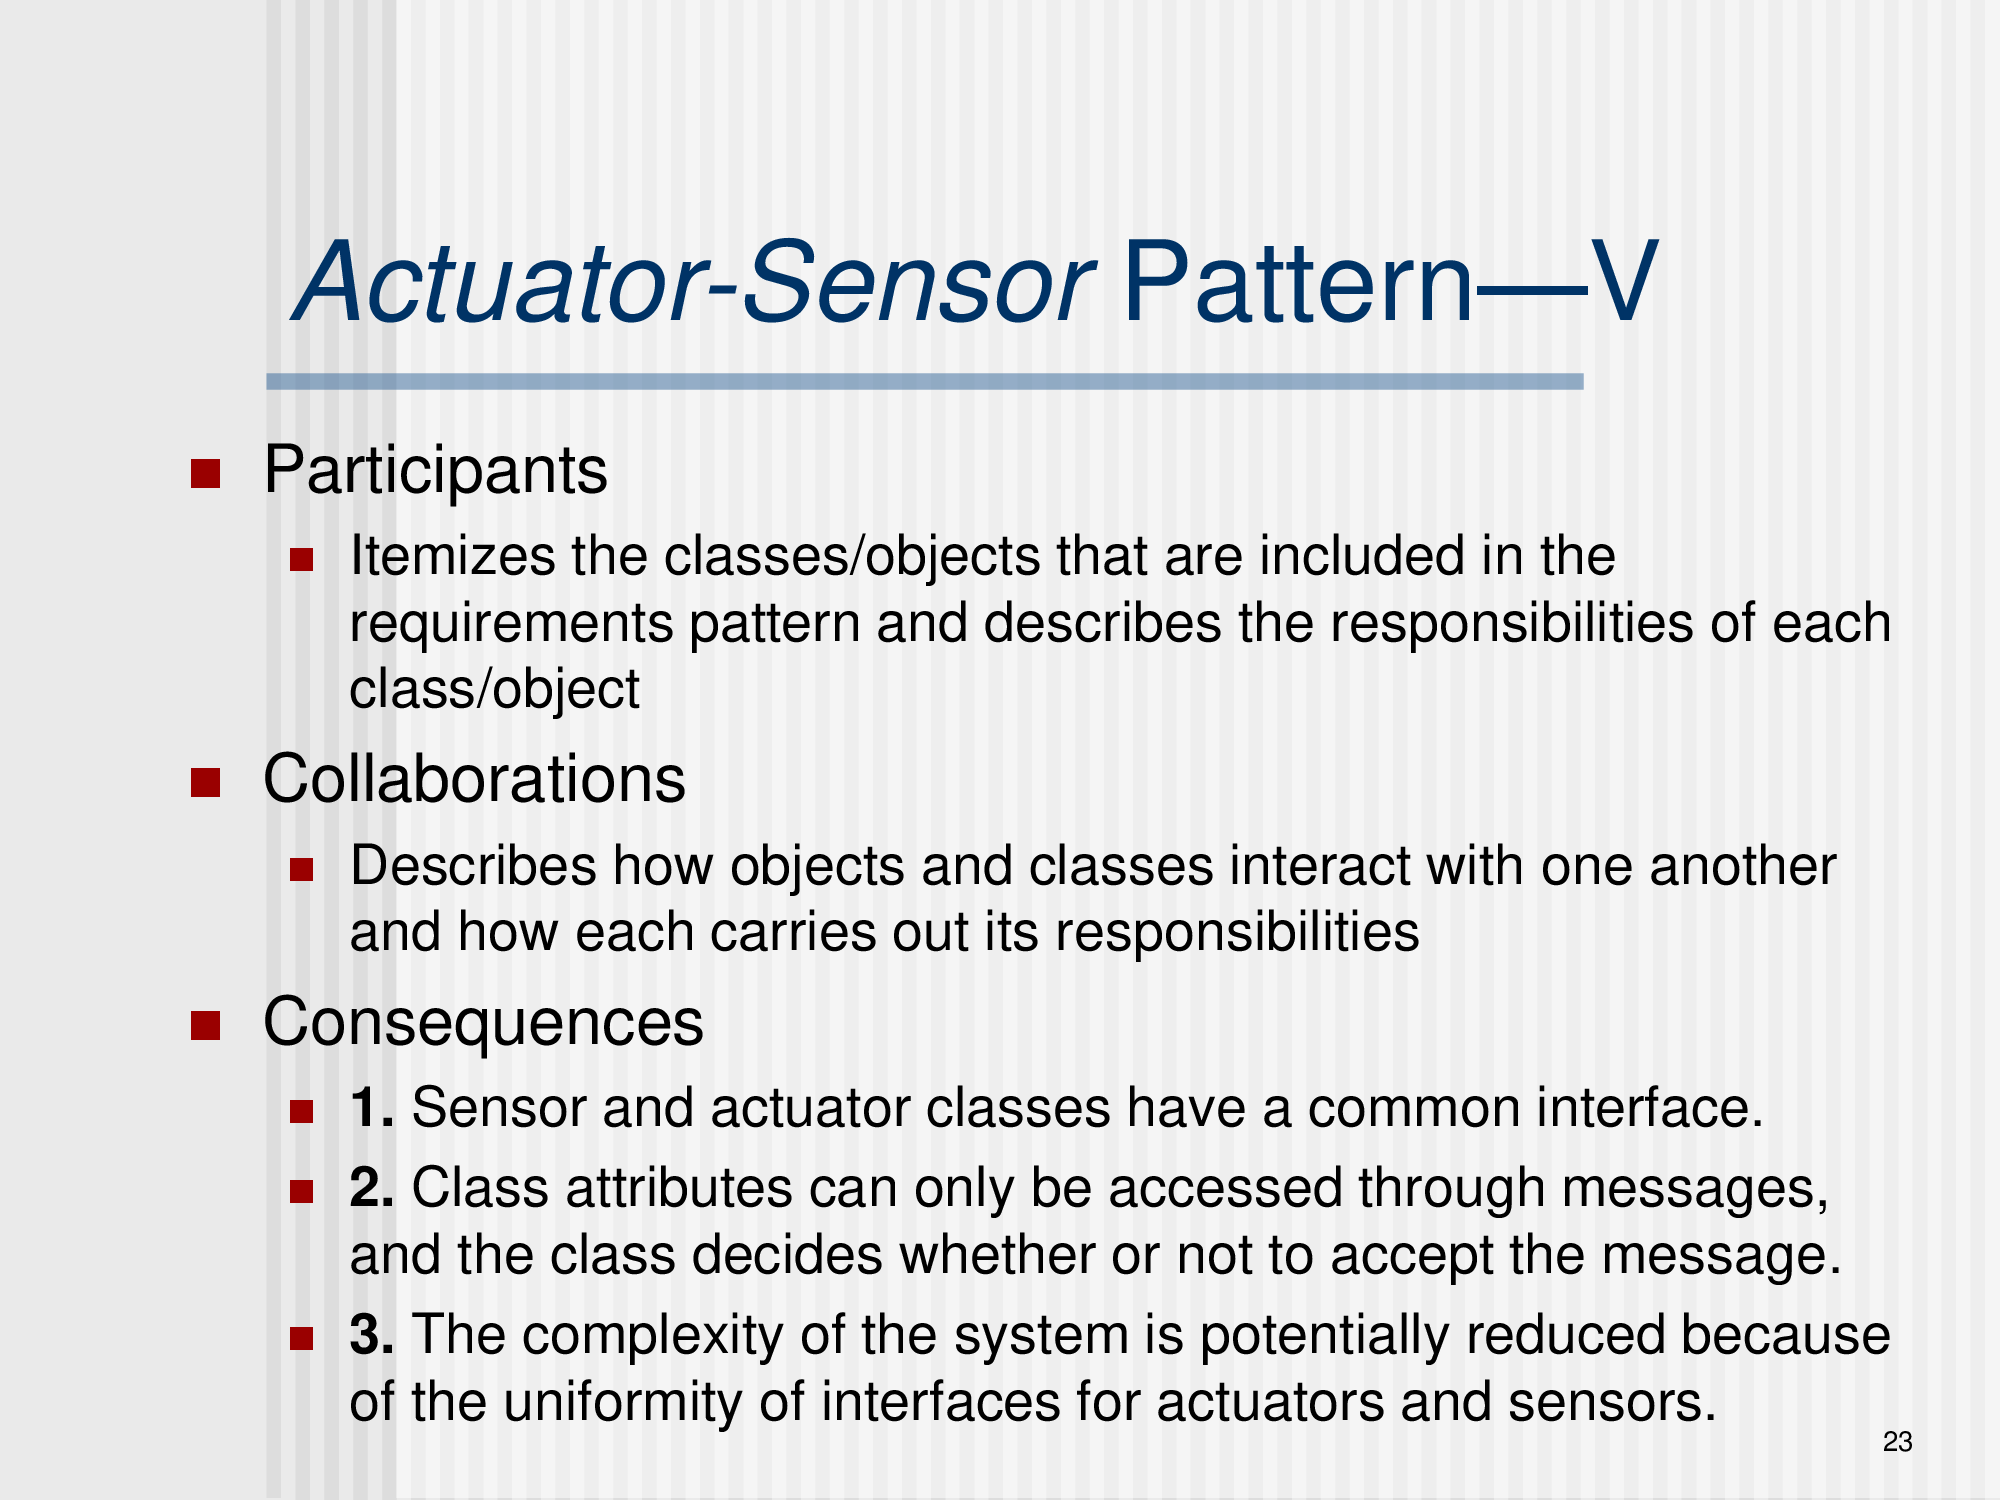 Actuator-Sensor Pattern—V
Participants
Itemizes the classes/objects that are included in the
requirements pattern and describes the responsibilities of each
class/object
Collaborations
Describes how objects and classes interact with one another
and how each carries out its responsibilities
Consequences
1. Sensor and actuator classes have a common interface.
2. Class attributes can only be accessed through messages,
and the class decides whether or not to accept the message.
3. The complexity of the system is potentially reduced because
of the uniformity of interfaces for actuators and sensors.
23